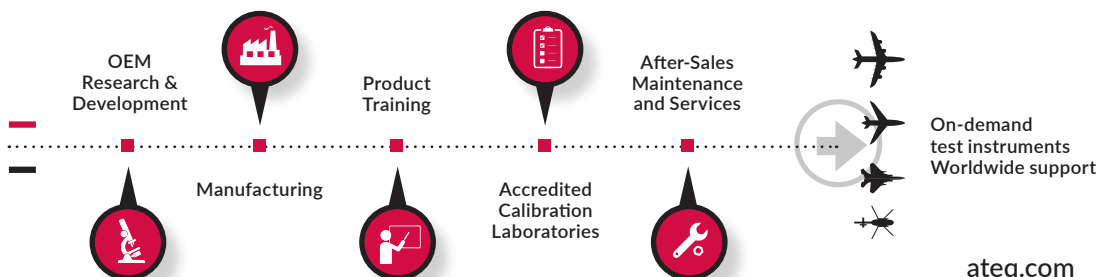 OEM
Research &
Development
Manufacturing
Product
Training
Accredited
Calibration
Laboratories
After-Sales
Maintenance
and Services
On-demand
test instruments
Worldwide support
ateq.com